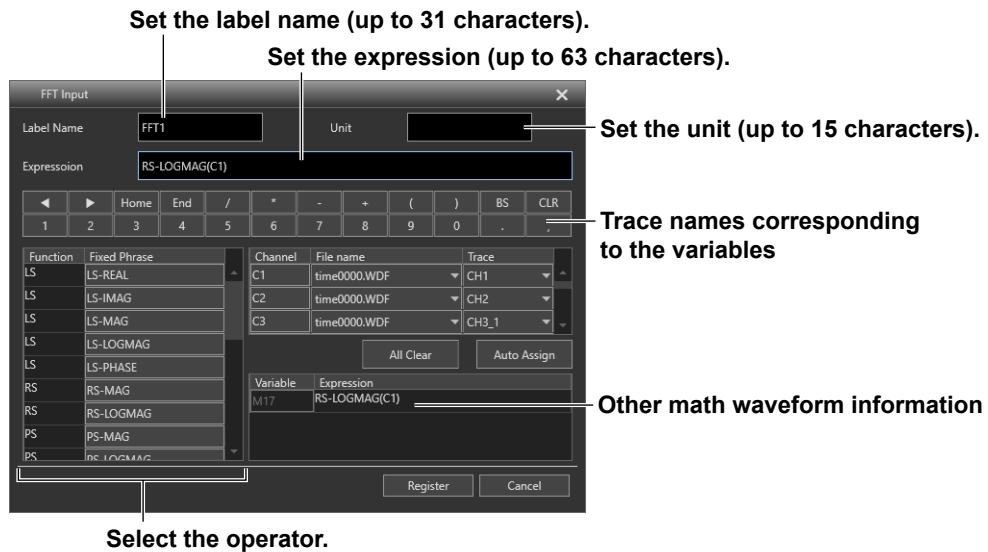 Set the label name (up to 31 characters).
Set the expression (up to 63 characters).
FFT Input
Label Name FFT1 Unit
Set the unit (up to 15 characters).
Expressoion RS-LOGMAG(C1)
◀ ▶ Home End / * - + ( ) BS CLR
1 2 3 4 5 6 7 8 9 0 . ,
Trace names corresponding
to the variables
Function Fixed Phrase
LS LS-REAL
LS LS-IMAG
LS LS-MAG
LS LS-LOGMAG
LS LS-PHASE
RS RS-MAG
RS RS-LOGMAG
PS PS-MAG
PS PS-LOGMAG
Channel File name Trace
C1 time0000.WDF CH1
C2 time0000.WDF CH2
C3 time0000.WDF CH3_1
All Clear Auto Assign
Variable Expression
M17 RS-LOGMAG(C1)
Other math waveform information
Register Cancel
Select the operator.